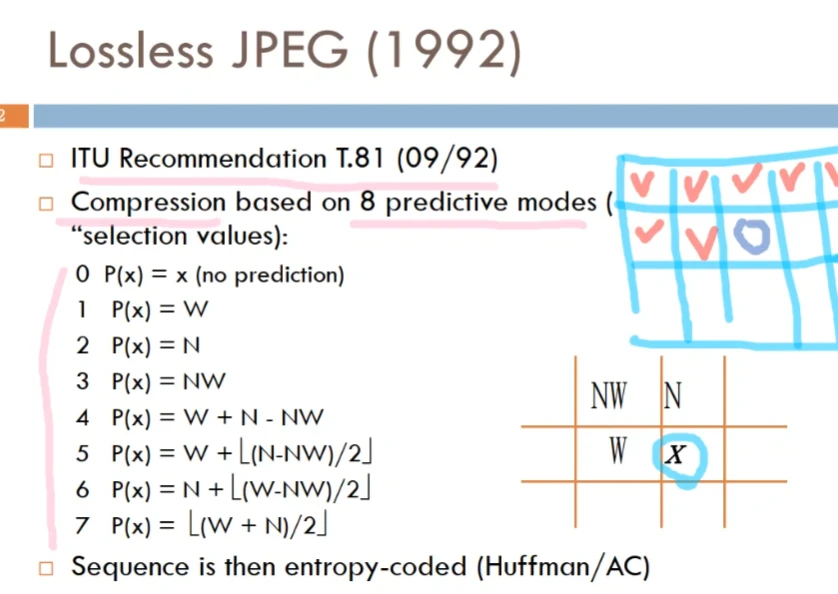 Lossless JPEG (1992)
2
ITU Recommendation T.81 (09/92)
Compression based on 8 predictive modes (
“selection values):
0 P(x) = x (no prediction)
1 P(x) = W
2 P(x) = N
3 P(x) = NW
4 P(x) = W + N - NW
5 P(x) = W + ⌊(N-NW)/2⌋
6 P(x) = N + ⌊(W-NW)/2⌋
7 P(x) = ⌊(W + N)/2⌋
NW N
W X
Sequence is then entropy-coded (Huffman/AC)